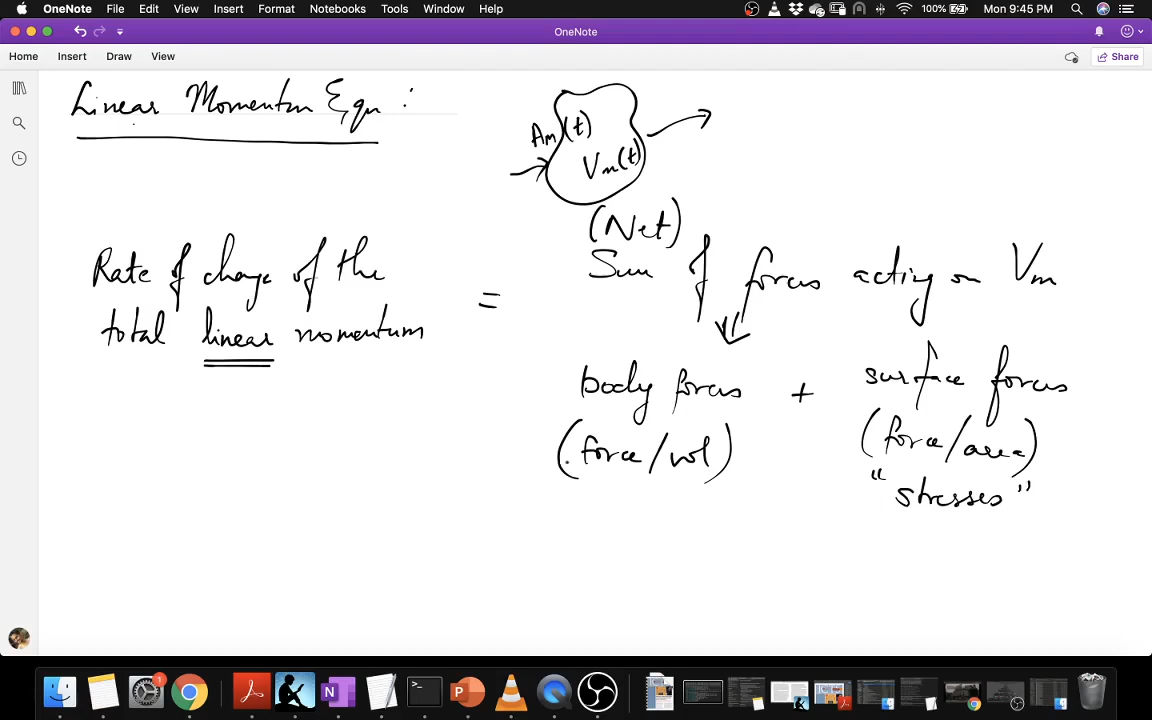 OneNote File Edit View Insert Format Notebooks Tools Window Help 100% Mon 9:45 PM
OneNote
Home Insert Draw View Share
Linear Momentum Eqn :
Am(t)
Vm(t)
(Net)
Rate of change of the
total linear momentum
=
Sum of forces acting on Vm
body forces + surface forces
(force/vol) (force/area)
"stresses"